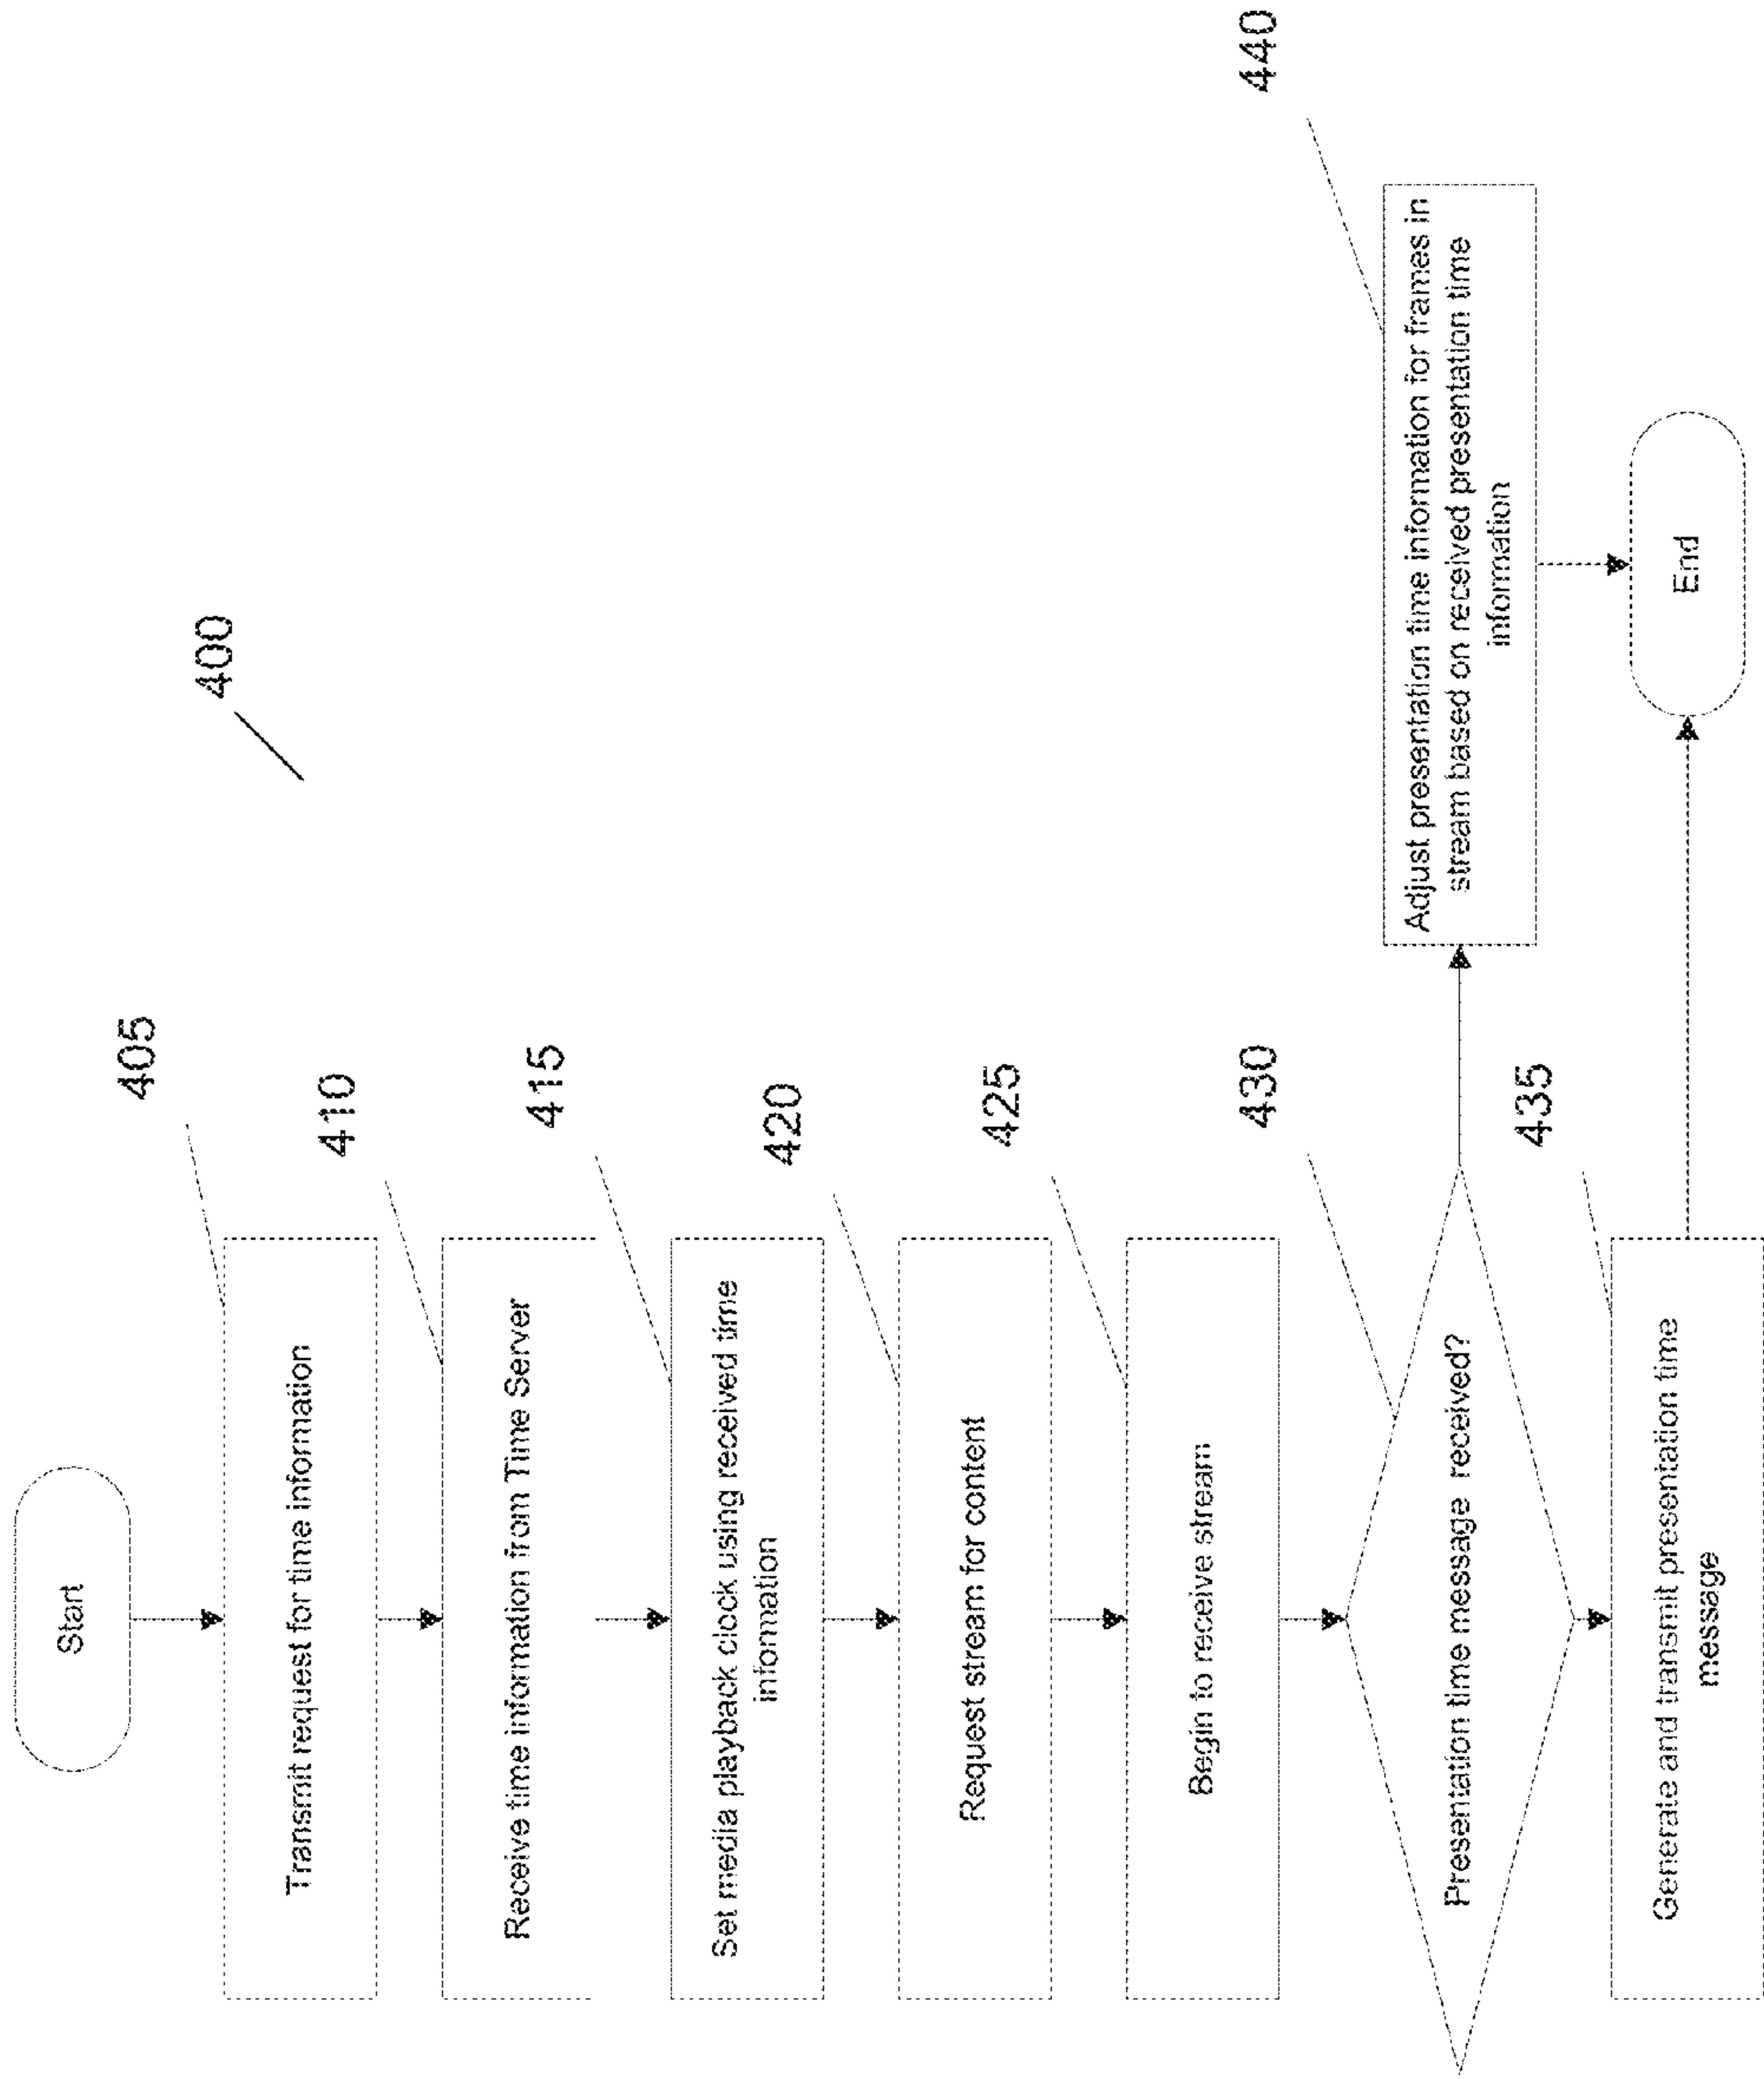 400
Start
405
Transmit request for time information
410
Receive time information from Time Server
415
Set media playback clock using received time
information
420
Request stream for content
425
Begin to receive stream
430
Presentation time message received?
440
Adjust presentation time information for frames in
stream based on received presentation time
information
435
Generate and transmit presentation time
message
End